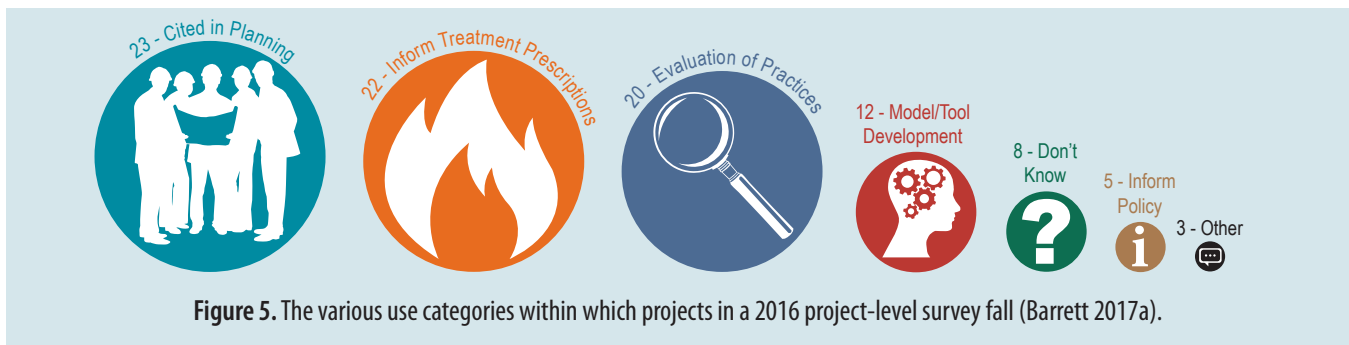 23 - Cited in Planning
22 - Inform Treatment Prescriptions
20 - Evaluation of Practices
12 - Model/Tool
Development
8 - Don't
Know
5 - Inform
Policy
3 - Other
Figure 5. The various use categories within which projects in a 2016 project-level survey fall (Barrett 2017a).